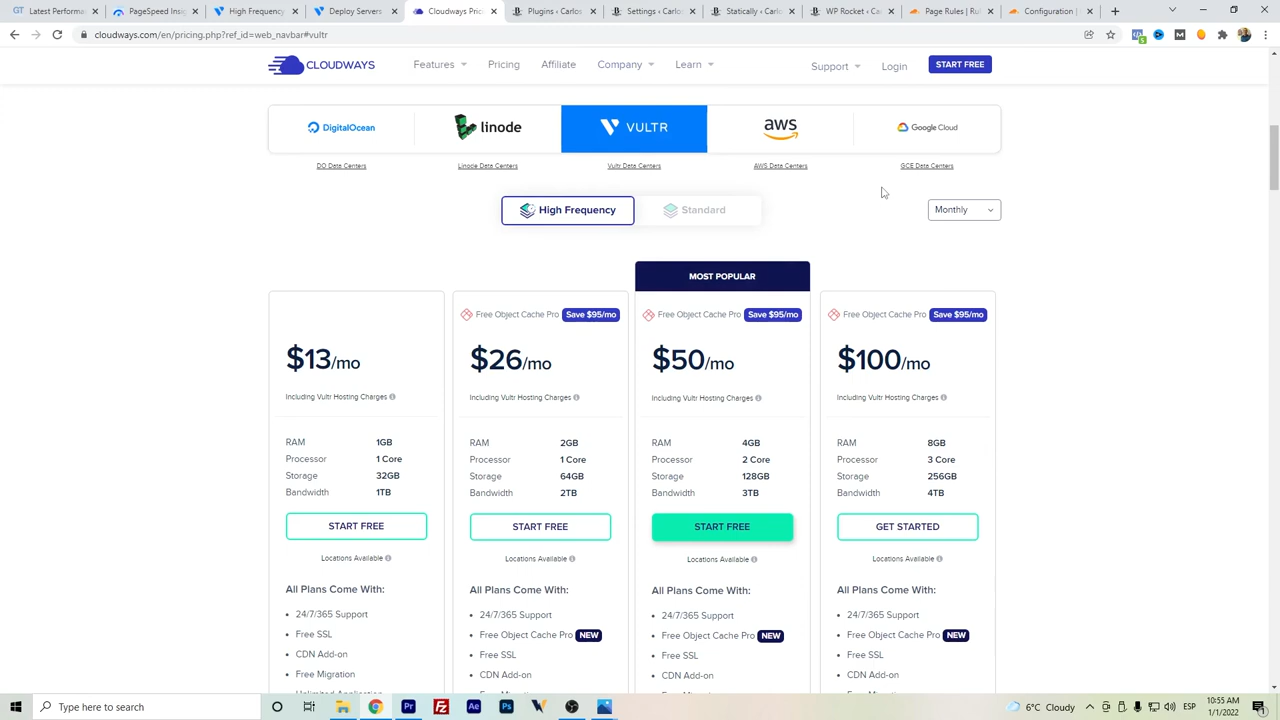 Latest Performa
PageSpeed Insig
High Frequency
Deploy Servers
Cloudways Pric
Plugins ‹ Carlos
Settings ‹ Carlo
Statically ‹ Carlo
WP Rocket ‹ Ca
Page Rules | Ru
Configuration |
cloudways.com/en/pricing.php?ref_id=web_navbar#vultr
CLOUDWAYS
Features
Pricing
Affiliate
Company
Learn
Support
Login
START FREE
DigitalOcean
linode
VULTR
aws
Google Cloud
DO Data Centers
Linode Data Centers
Vultr Data Centers
AWS Data Centers
GCE Data Centers
High Frequency
Standard
Monthly
MOST POPULAR
Free Object Cache Pro Save $95/mo
Free Object Cache Pro Save $95/mo
Free Object Cache Pro Save $95/mo
$13/mo
$26/mo
$50/mo
$100/mo
Including Vultr Hosting Charges
Including Vultr Hosting Charges
Including Vultr Hosting Charges
Including Vultr Hosting Charges
RAM 1GB
Processor 1 Core
Storage 32GB
Bandwidth 1TB
RAM 2GB
Processor 1 Core
Storage 64GB
Bandwidth 2TB
RAM 4GB
Processor 2 Core
Storage 128GB
Bandwidth 3TB
RAM 8GB
Processor 3 Core
Storage 256GB
Bandwidth 4TB
START FREE
START FREE
START FREE
GET STARTED
Locations Available
Locations Available
Locations Available
Locations Available
All Plans Come With:
• 24/7/365 Support
• Free SSL
• CDN Add-on
• Free Migration
All Plans Come With:
• 24/7/365 Support
• Free Object Cache Pro NEW
• Free SSL
• CDN Add-on
All Plans Come With:
• 24/7/365 Support
• Free Object Cache Pro NEW
• Free SSL
• CDN Add-on
All Plans Come With:
• 24/7/365 Support
• Free Object Cache Pro NEW
• Free SSL
• CDN Add-on
Type here to search
6°C Cloudy
ESP
10:55 AM
1/1/2022